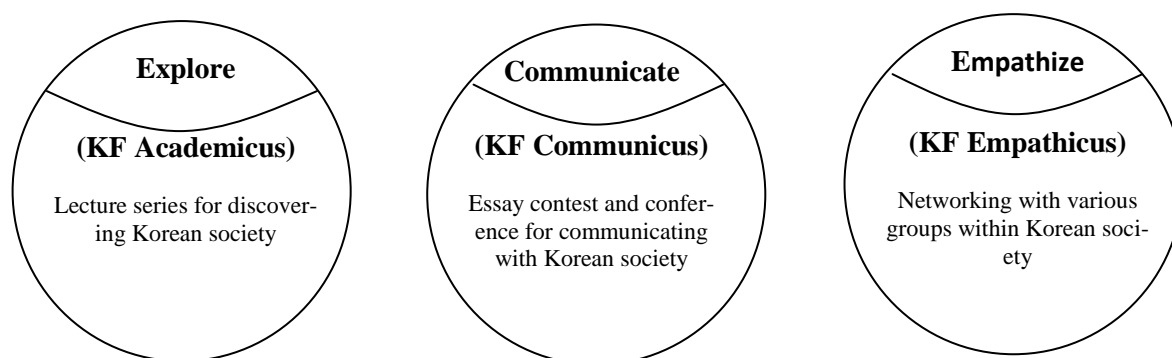 Explore
(KF Academicus)
Lecture series for discover-
ing Korean society
Communicate
(KF Communicus)
Essay contest and confer-
ence for communicating
with Korean society
Empathize
(KF Empathicus)
Networking with various
groups within Korean soci-
ety